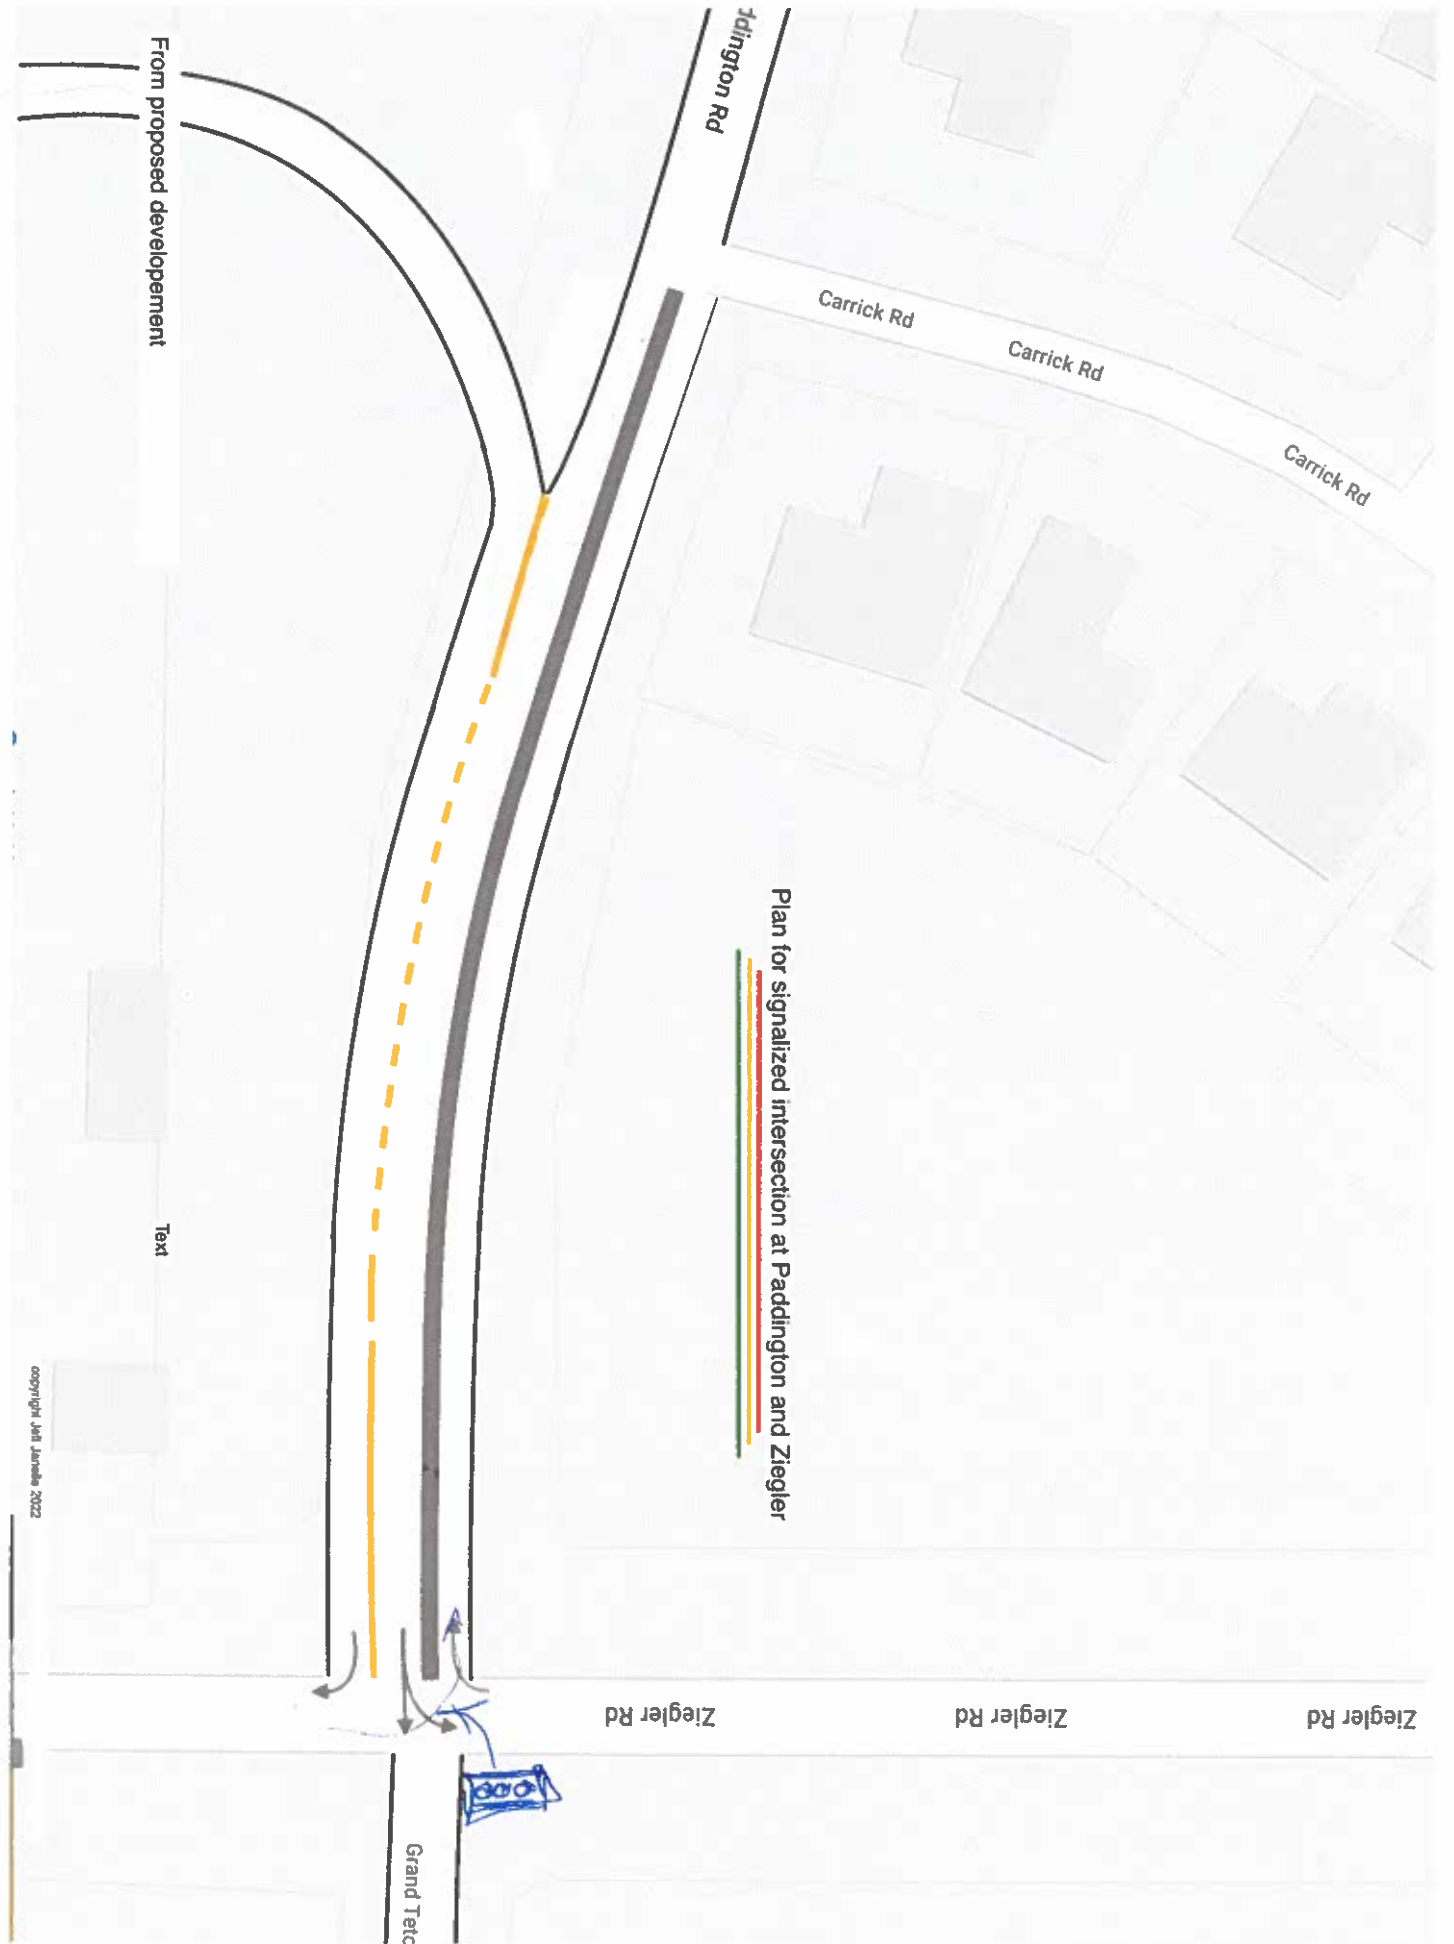 From proposed developement
ddington Rd
Carrick Rd
Carrick Rd
Carrick Rd
Plan for signalized intersection at Paddington and Ziegler
Text
Ziegler Rd
Ziegler Rd
Ziegler Rd
Grand Tetc
copyright Jeff Janelle 2022